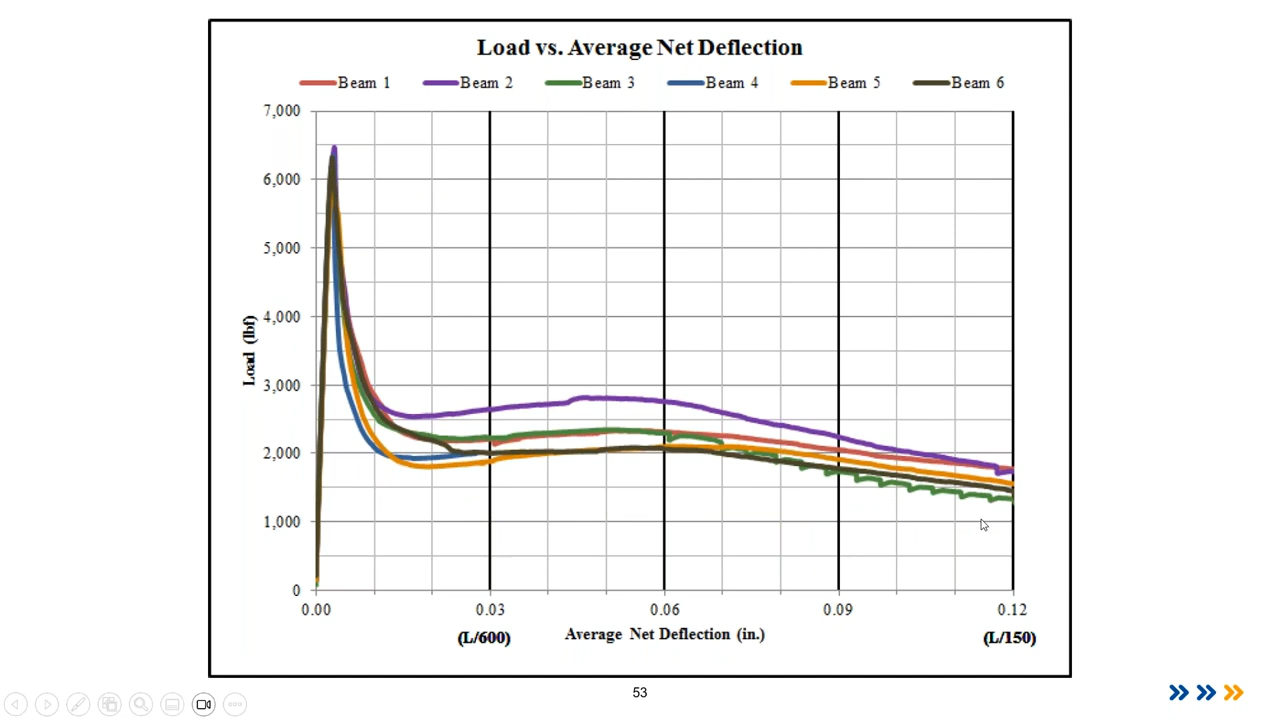 Load vs. Average Net Deflection
Beam 1 Beam 2 Beam 3 Beam 4 Beam 5 Beam 6
7,000
6,000
5,000
4,000
3,000
2,000
1,000
0
Load (lbf)
0.00 0.03 0.06 0.09 0.12
(L/600) Average Net Deflection (in.) (L/150)
53